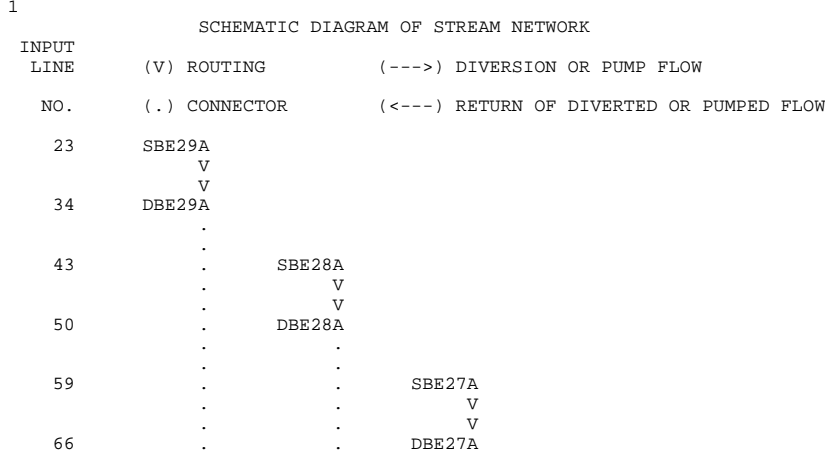 1
SCHEMATIC DIAGRAM OF STREAM NETWORK
INPUT
LINE (V) ROUTING (--->) DIVERSION OR PUMP FLOW
NO. (.) CONNECTOR (<---) RETURN OF DIVERTED OR PUMPED FLOW
23 SBE29A
V
V
34 DBE29A
.
.
43 . SBE28A
. V
. V
50 . DBE28A
. .
. .
59 . . SBE27A
. . V
. . V
66 . . DBE27A